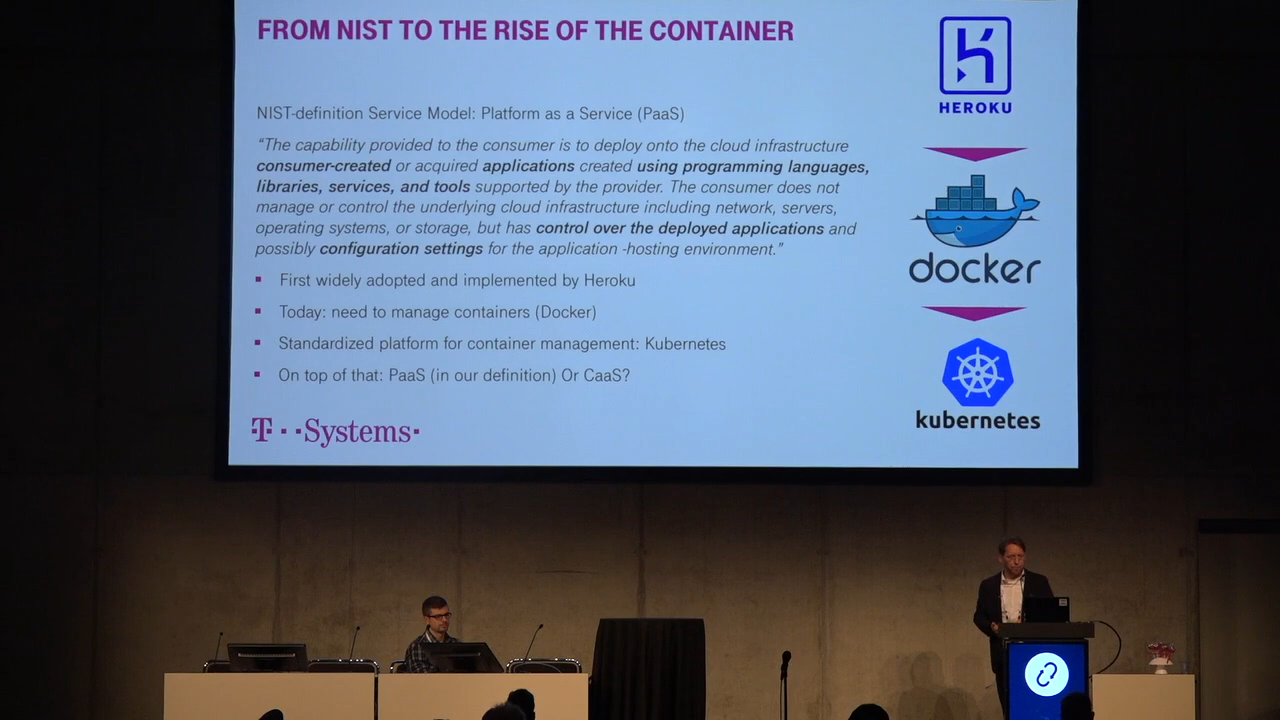 FROM NIST TO THE RISE OF THE CONTAINER
NIST-definition Service Model: Platform as a Service (PaaS)
“The capability provided to the consumer is to deploy onto the cloud infrastructure
consumer-created or acquired applications created using programming languages,
libraries, services, and tools supported by the provider. The consumer does not
manage or control the underlying cloud infrastructure including network, servers,
operating systems, or storage, but has control over the deployed applications and
possibly configuration settings for the application -hosting environment.”
First widely adopted and implemented by Heroku
Today: need to manage containers (Docker)
Standardized platform for container management: Kubernetes
On top of that: PaaS (in our definition) Or CaaS?
T··Systems·
HEROKU
docker
kubernetes